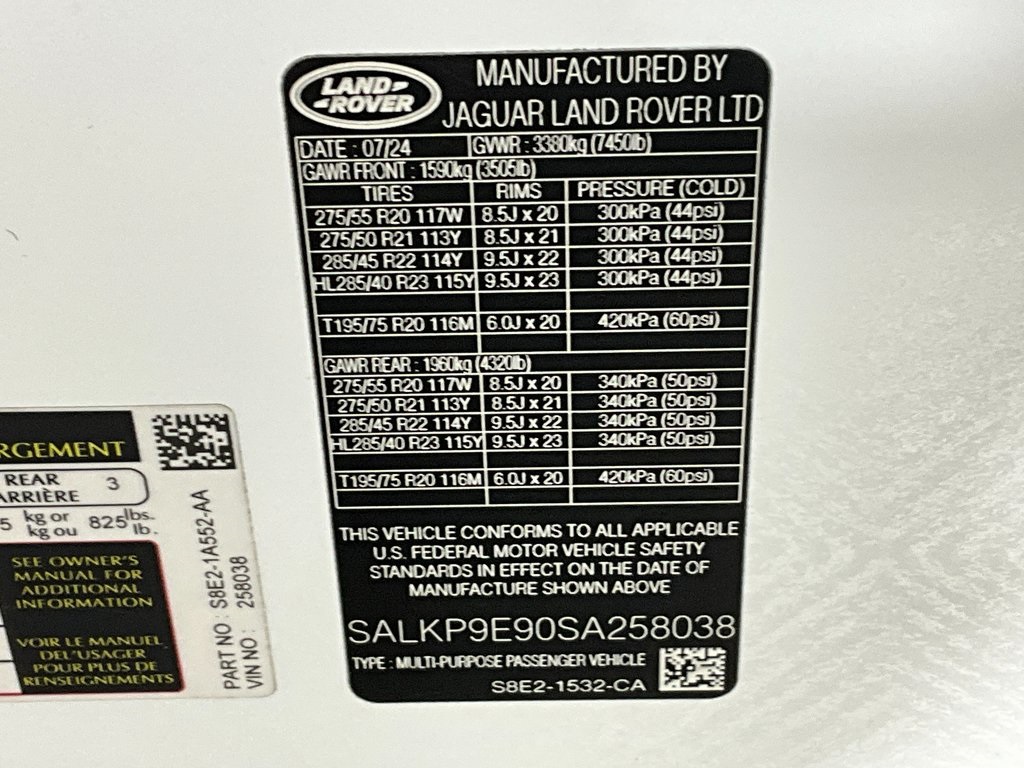 LAND-
-ROVER
MANUFACTURED BY
JAGUAR LAND ROVER LTD
DATE : 07/24 GVWR : 3380kg (7450lb)
GAWR FRONT : 1590kg (3505lb)
TIRES RIMS PRESSURE (COLD)
275/55 R20 117W 8.5J x 20 300kPa (44psi)
275/50 R21 113Y 8.5J x 21 300kPa (44psi)
285/45 R22 114Y 9.5J x 22 300kPa (44psi)
HL285/40 R23 115Y 9.5J x 23 300kPa (44psi)
T195/75 R20 116M 6.0J x 20 420kPa (60psi)
GAWR REAR : 1960kg (4320lb)
275/55 R20 117W 8.5J x 20 340kPa (50psi)
275/50 R21 113Y 8.5J x 21 340kPa (50psi)
285/45 R22 114Y 9.5J x 22 340kPa (50psi)
HL285/40 R23 115Y 9.5J x 23 340kPa (50psi)
T195/75 R20 116M 6.0J x 20 420kPa (60psi)
THIS VEHICLE CONFORMS TO ALL APPLICABLE
U.S. FEDERAL MOTOR VEHICLE SAFETY
STANDARDS IN EFFECT ON THE DATE OF
MANUFACTURE SHOWN ABOVE
SALKP9E90SA258038
TYPE : MULTI-PURPOSE PASSENGER VEHICLE
S8E2-1532-CA
RGEMENT
REAR 3
ARRIÈRE
5 kg or 825 lbs.
kg ou lb.
SEE OWNER'S
MANUAL FOR
ADDITIONAL
INFORMATION
VOIR LE MANUEL
DEL'USAGER
POUR PLUS DE
RENSEIGNEMENTS
PART NO : S8E2-1A552-AA
VIN NO : 258038